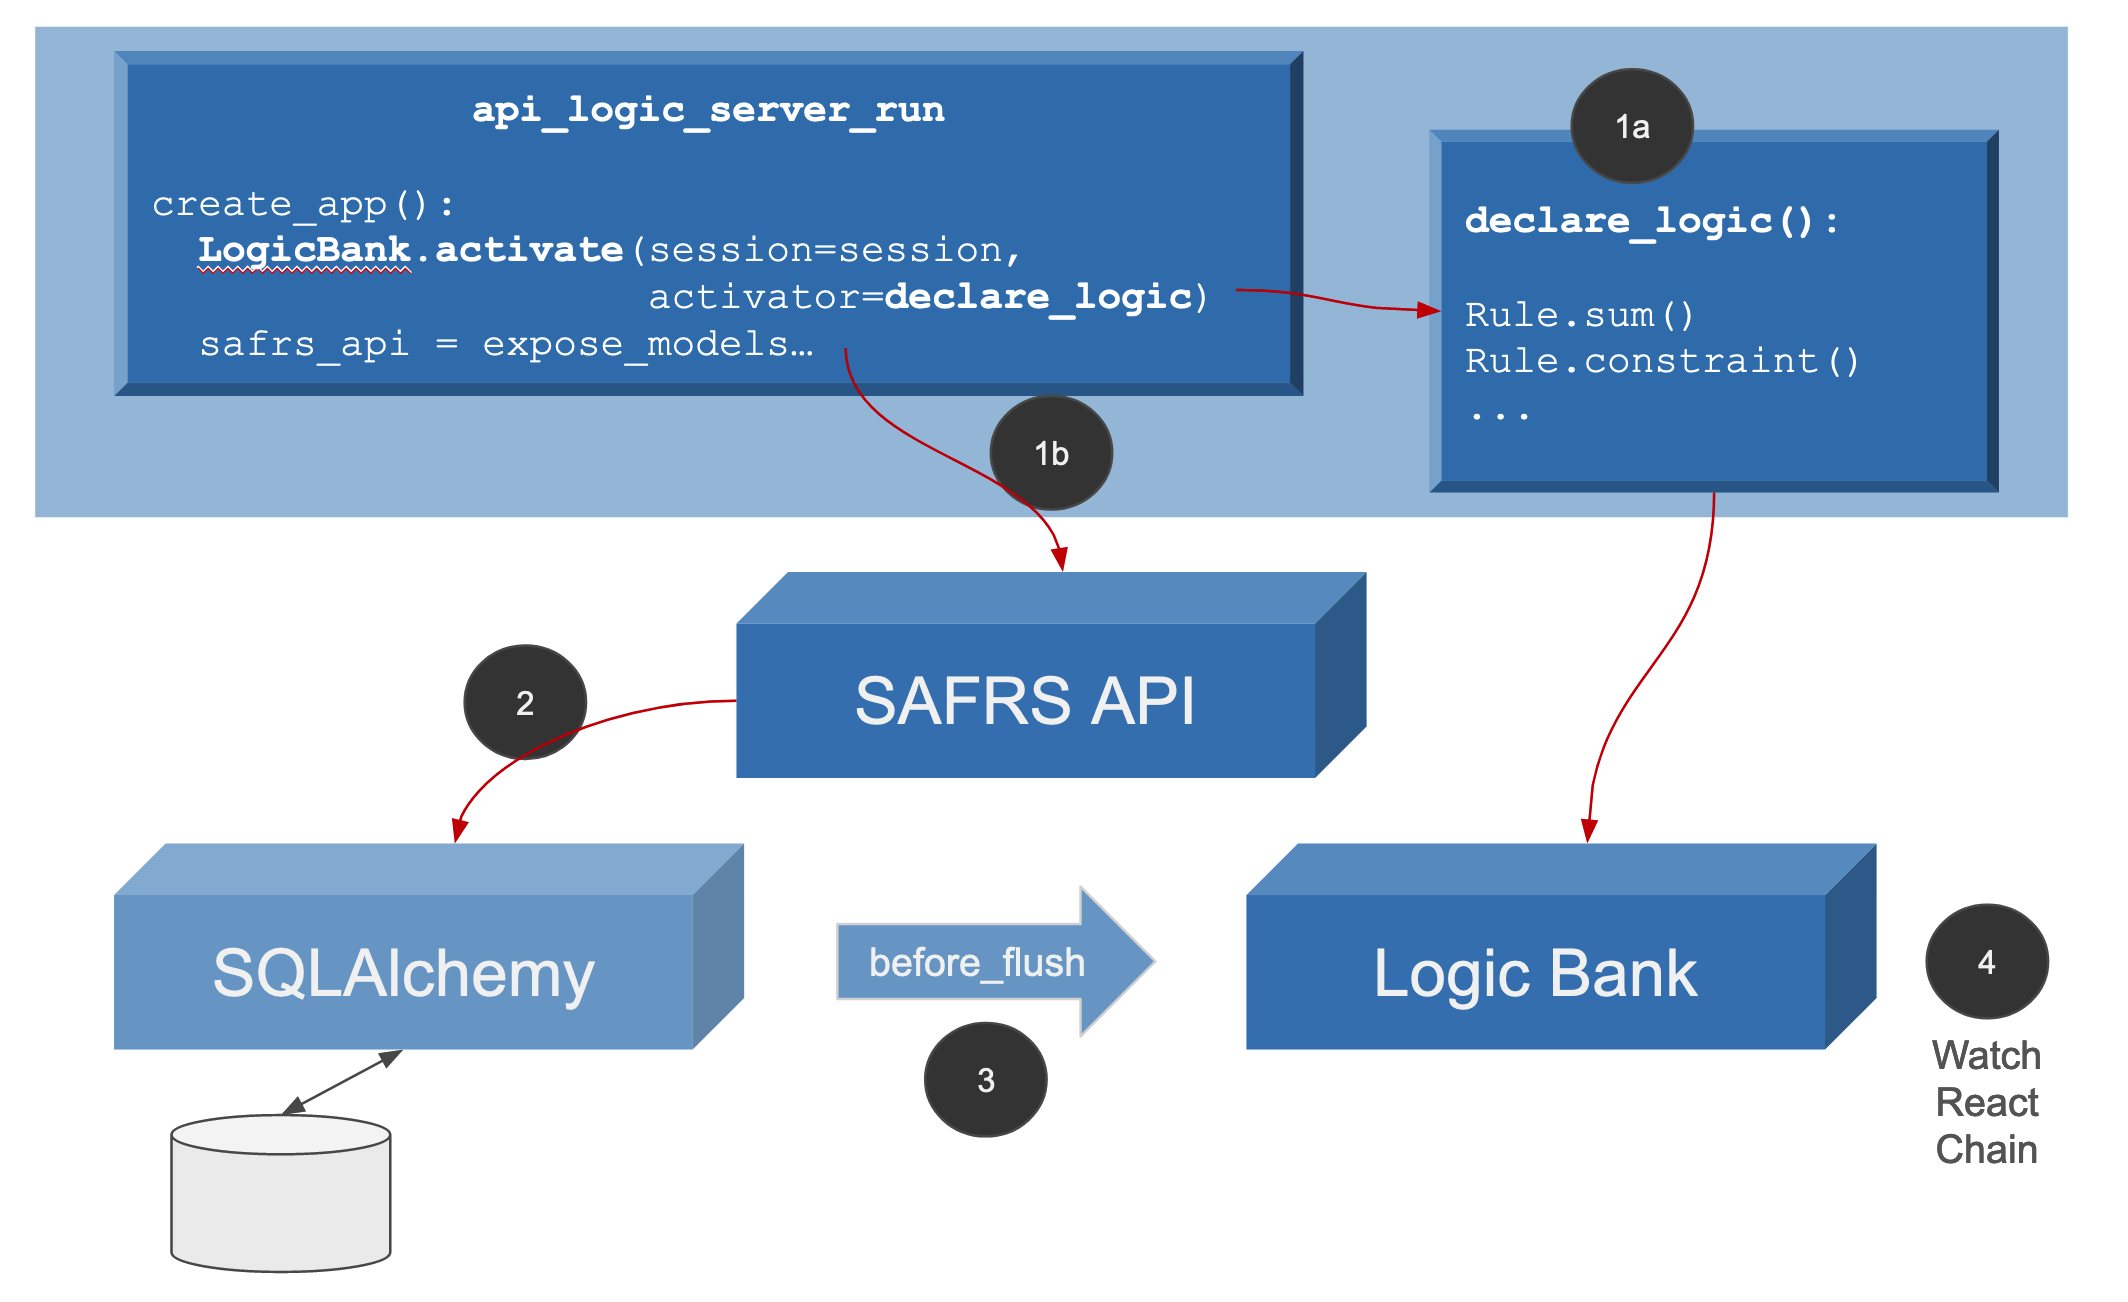 api_logic_server_run
create_app():
LogicBank.activate(session=session,
activator=declare_logic)
safrs_api = expose_models…
1a
declare_logic():
Rule.sum()
Rule.constraint()
...
1b
SAFRS API
2
SQLAlchemy
before_flush
3
Logic Bank
4
Watch
React
Chain